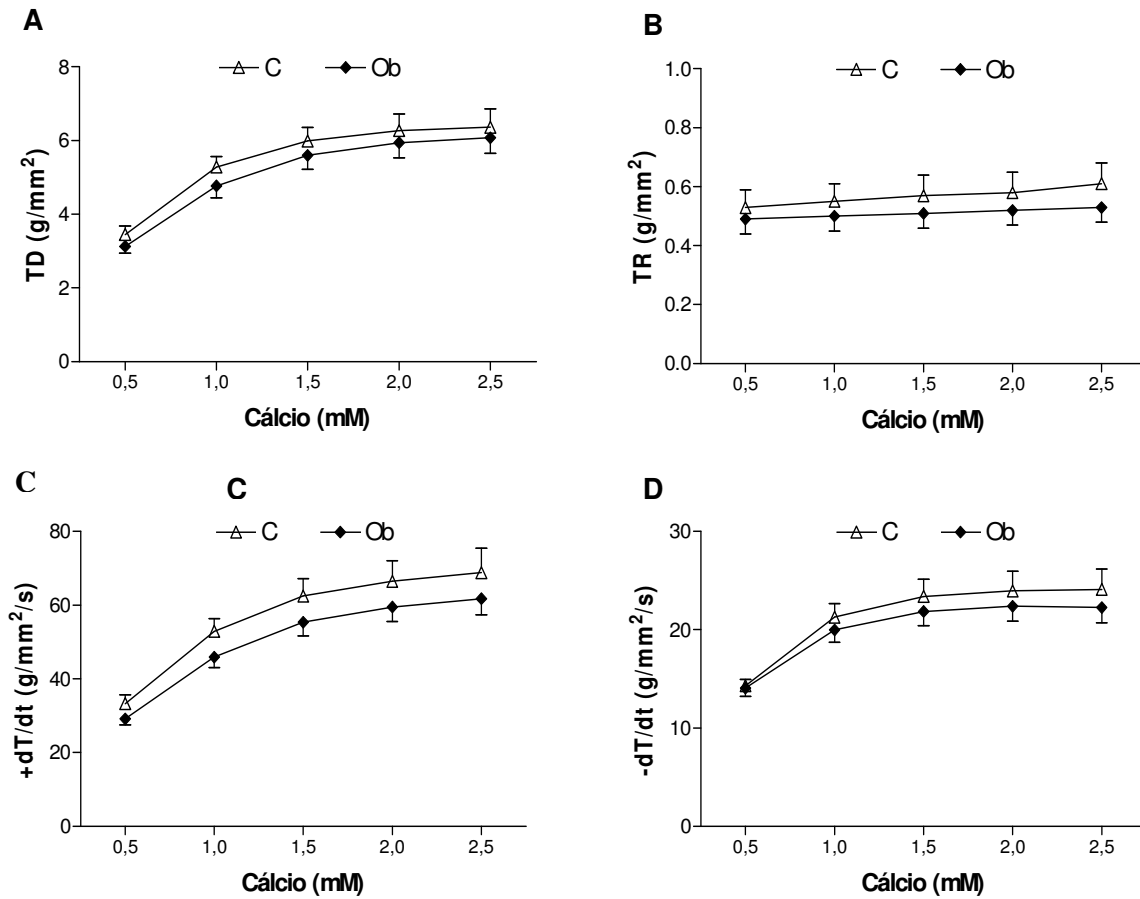 A
C Ob
TD (g/mm²)
8
6
4
2
0
0,5 1,0 1,5 2,0 2,5
Cálcio (mM)
B
C Ob
TR (g/mm²)
1.0
0.8
0.6
0.4
0.2
0.0
0,5 1,0 1,5 2,0 2,5
Cálcio (mM)
C C
C Ob
+dT/dt (g/mm²/s)
80
60
40
20
0
0,5 1,0 1,5 2,0 2,5
Cálcio (mM)
D
C Ob
-dT/dt (g/mm²/s)
30
20
10
0
0,5 1,0 1,5 2,0 2,5
Cálcio (mM)